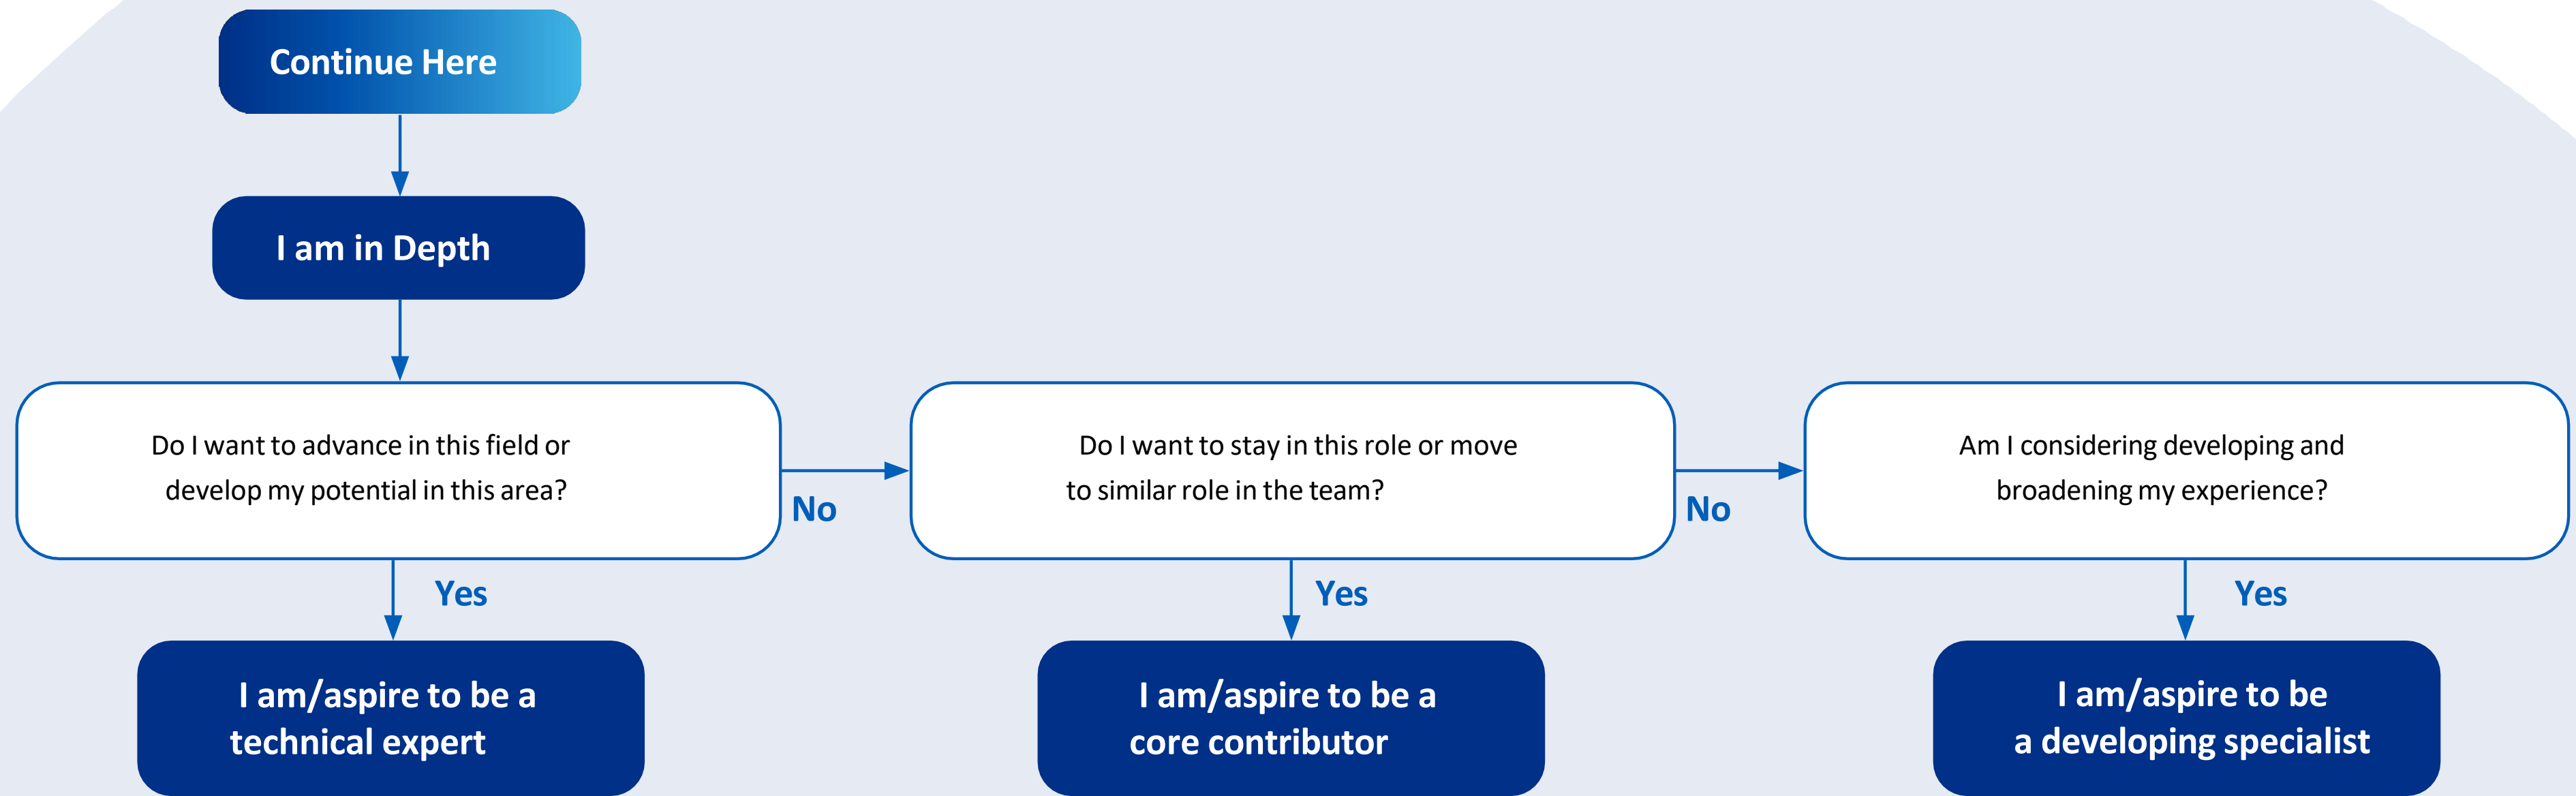 Continue Here
I am in Depth
Do I want to advance in this field or
develop my potential in this area?
No
Do I want to stay in this role or move
to similar role in the team?
No
Am I considering developing and
broadening my experience?
Yes
Yes
Yes
I am/aspire to be a
technical expert
I am/aspire to be a
core contributor
I am/aspire to be
a developing specialist